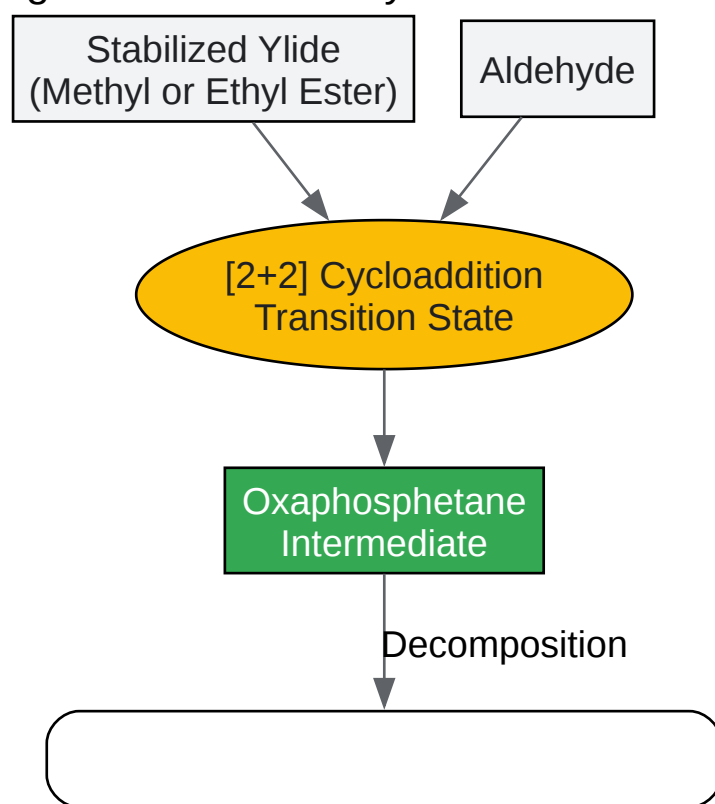 Stabilized Ylide
(Methyl or Ethyl Ester)
Aldehyde
[2+2] Cycloaddition
Transition State
Oxaphosphetane
Intermediate
Decomposition